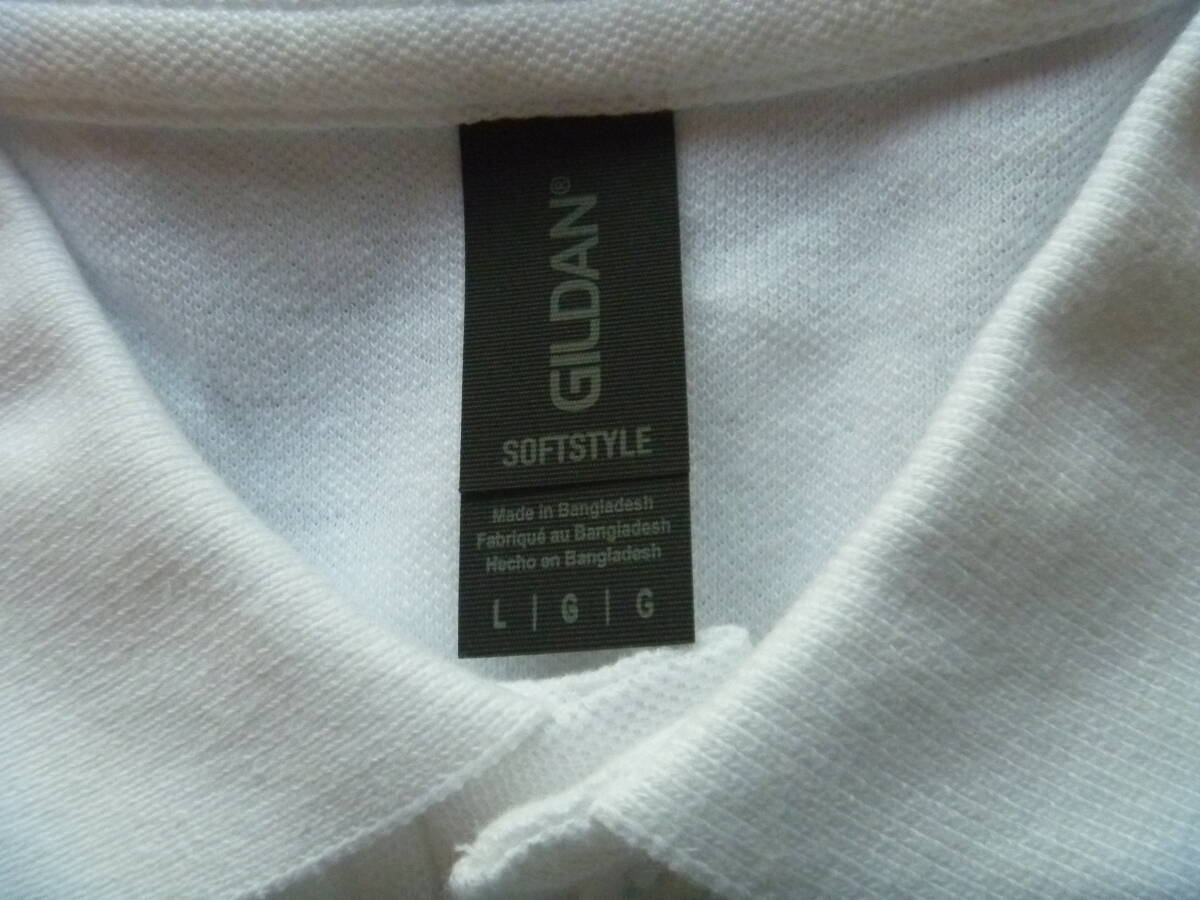 GILDAN®
SOFTSTYLE
Made in Bangladesh
Fabriqué au Bangladesh
Hecho en Bangladesh
L | G | G